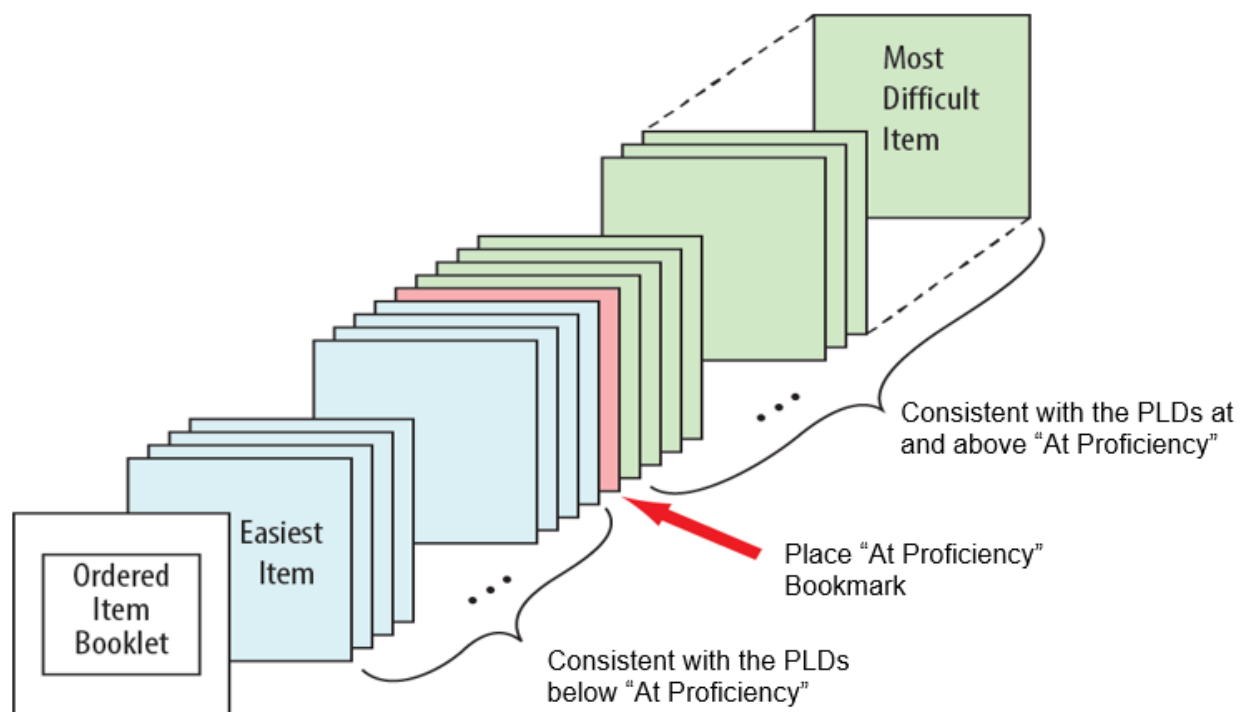 Most
Difficult
Item
Consistent with the PLDs at
and above “At Proficiency”
Easiest
Item
Place “At Proficiency”
Bookmark
Ordered
Item
Booklet
Consistent with the PLDs
below “At Proficiency”